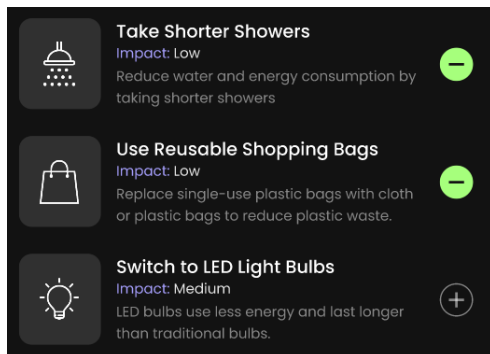 Take Shorter Showers
Impact: Low
Reduce water and energy consumption by
taking shorter showers
Use Reusable Shopping Bags
Impact: Low
Replace single-use plastic bags with cloth
or plastic bags to reduce plastic waste.
Switch to LED Light Bulbs
Impact: Medium
LED bulbs use less energy and last longer
than traditional bulbs.